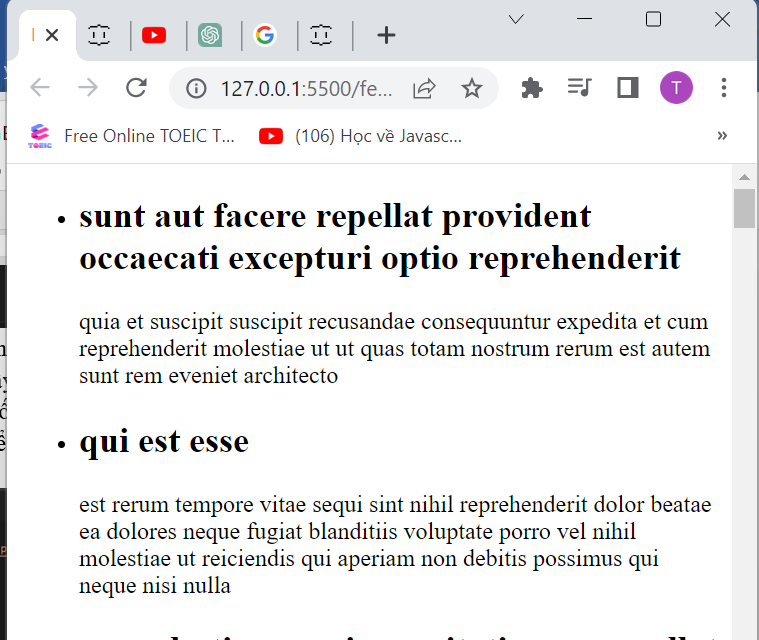 127.0.0.1:5500/fe...
TOEIC
Free Online TOEIC T...
(106) Học về Javasc...
T
»
sunt aut facere repellat provident
occaecati excepturi optio reprehenderit
quia et suscipit suscipit recusandae consequuntur expedita et cum
reprehenderit molestiae ut ut quas totam nostrum rerum est autem
sunt rem eveniet architecto
qui est esse
est rerum tempore vitae sequi sint nihil reprehenderit dolor beatae
ea dolores neque fugiat blanditiis voluptate porro vel nihil
molestiae ut reiciendis qui aperiam non debitis possimus qui
neque nisi nulla